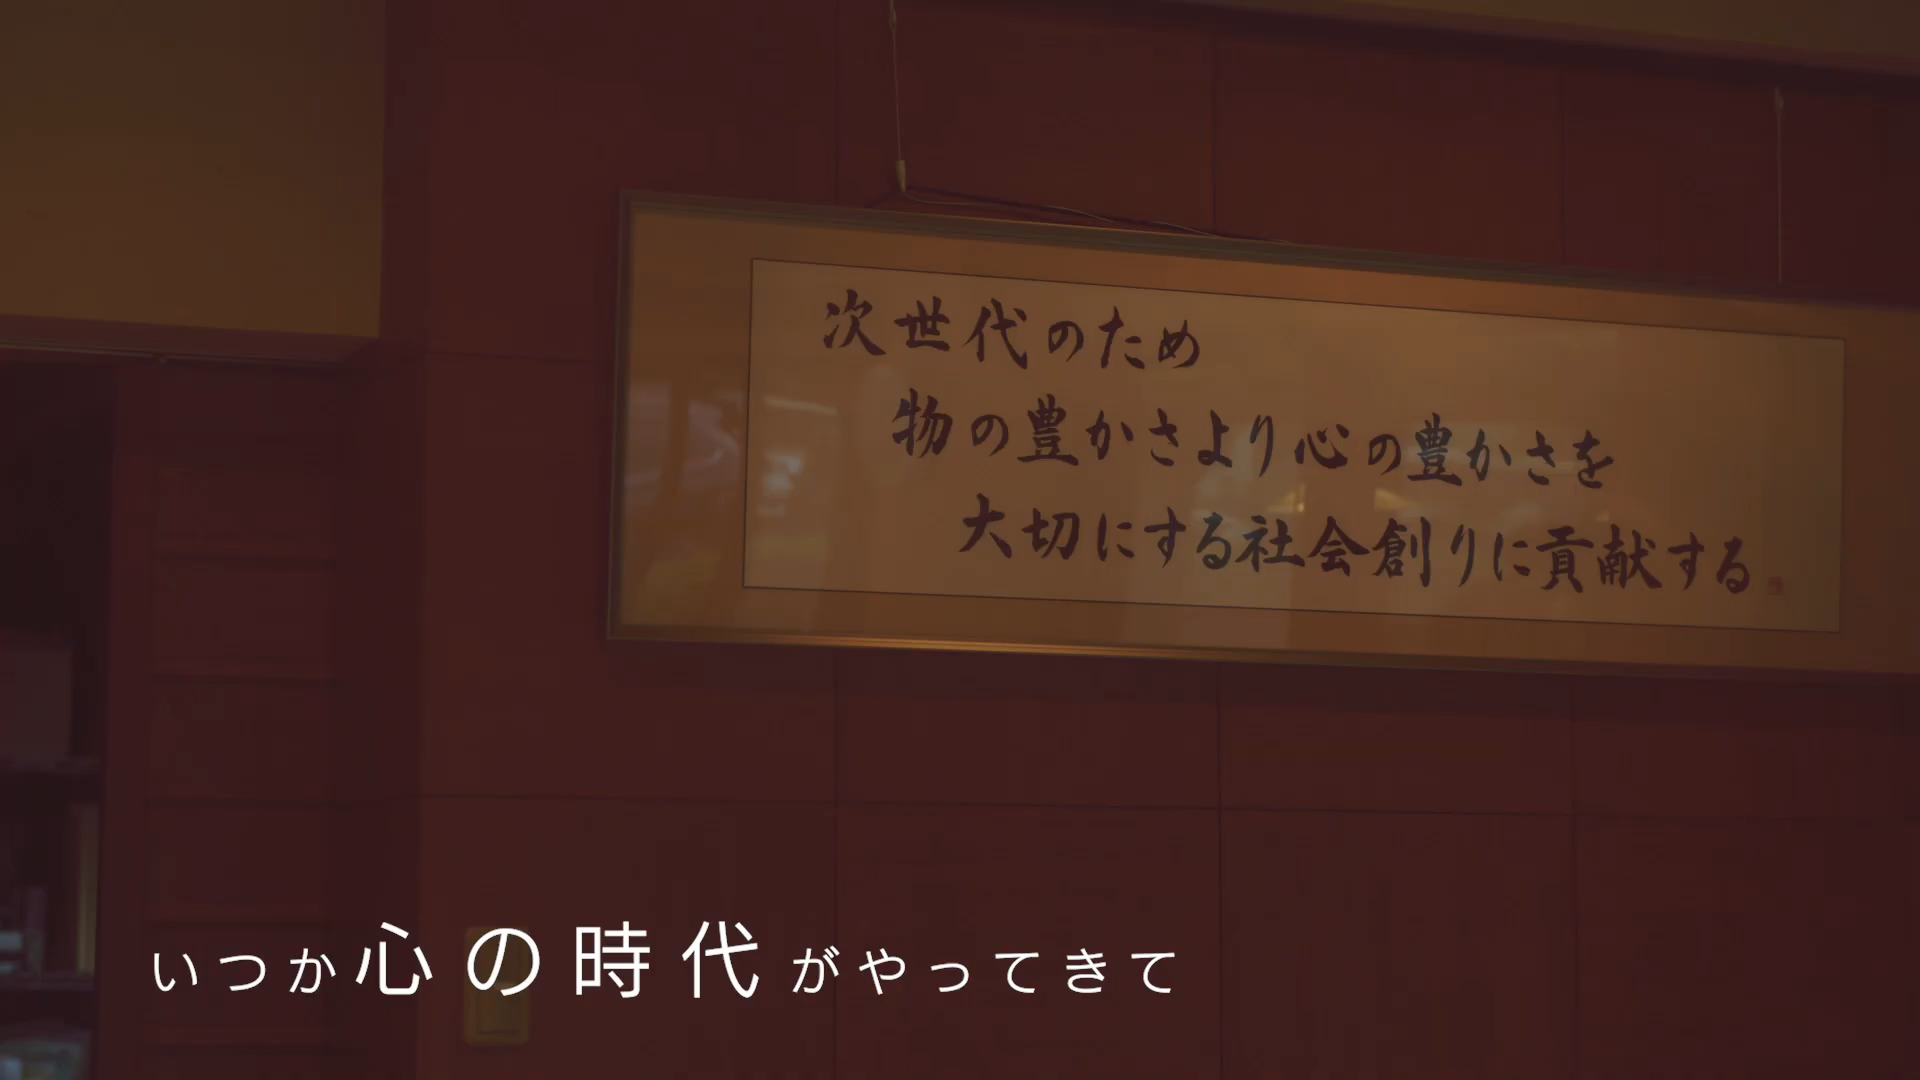 次世代のため
物の豊かさより心の豊かさを
大切にする社会創りに貢献する
いつか心の時代がやってきて